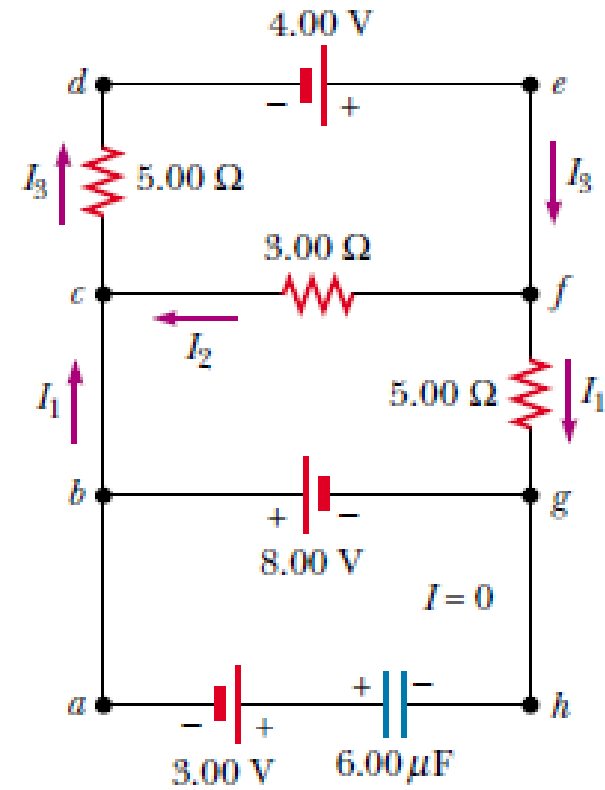 4.00 V
d
− +
e
I₃
5.00 Ω
I₃
3.00 Ω
c
f
I₂
I₁
5.00 Ω
I₁
b
+ −
g
8.00 V
I = 0
a
− +
+ −
h
3.00 V
6.00 μF